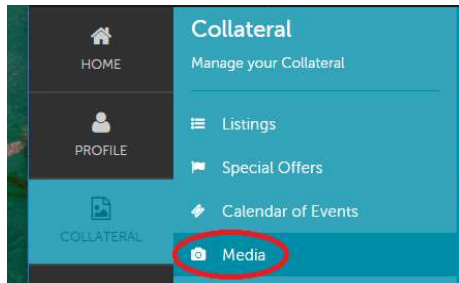 HOME
PROFILE
COLLATERAL
Collateral
Manage your Collateral
Listings
Special Offers
Calendar of Events
Media